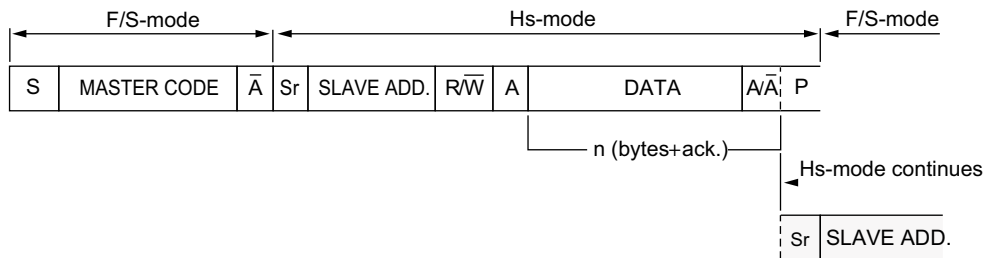 F/S-mode Hs-mode F/S-mode
S MASTER CODE A̅ Sr SLAVE ADD. R/W̅ A DATA A/A̅ P
n (bytes+ack.)
Hs-mode continues
Sr SLAVE ADD.